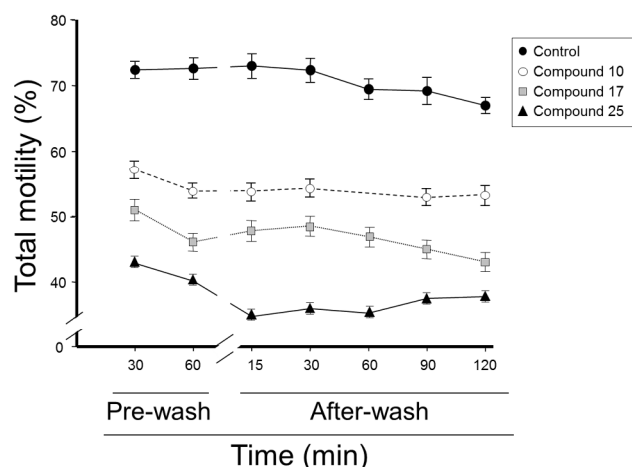 80
70
60
50
40
0
Total motility (%)
Control
Compound 10
Compound 17
Compound 25
30 60 15 30 60 90 120
Pre-wash After-wash
Time (min)